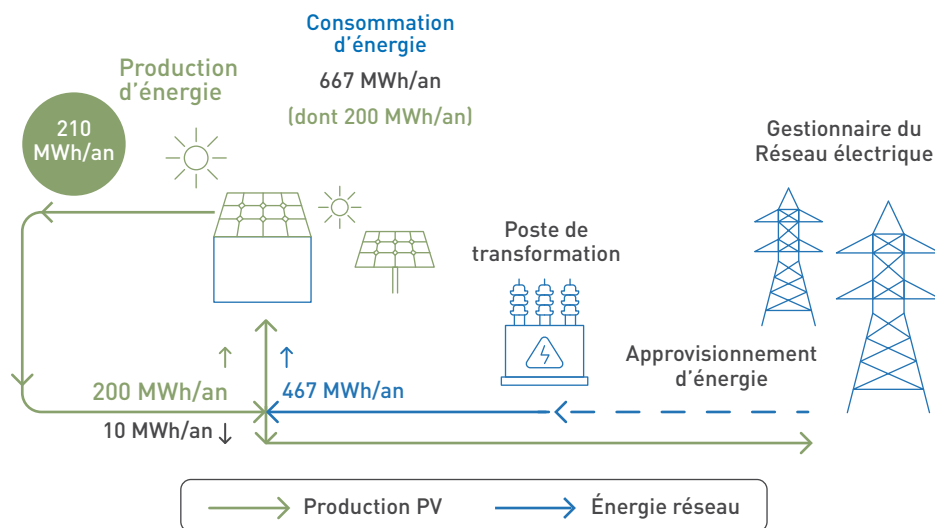 Consommation
d'énergie
667 MWh/an
(dont 200 MWh/an)
Production
d'énergie
210
MWh/an
Gestionnaire du
Réseau électrique
Poste de
transformation
Approvisionnement
d'énergie
200 MWh/an
467 MWh/an
10 MWh/an
Production PV
Énergie réseau